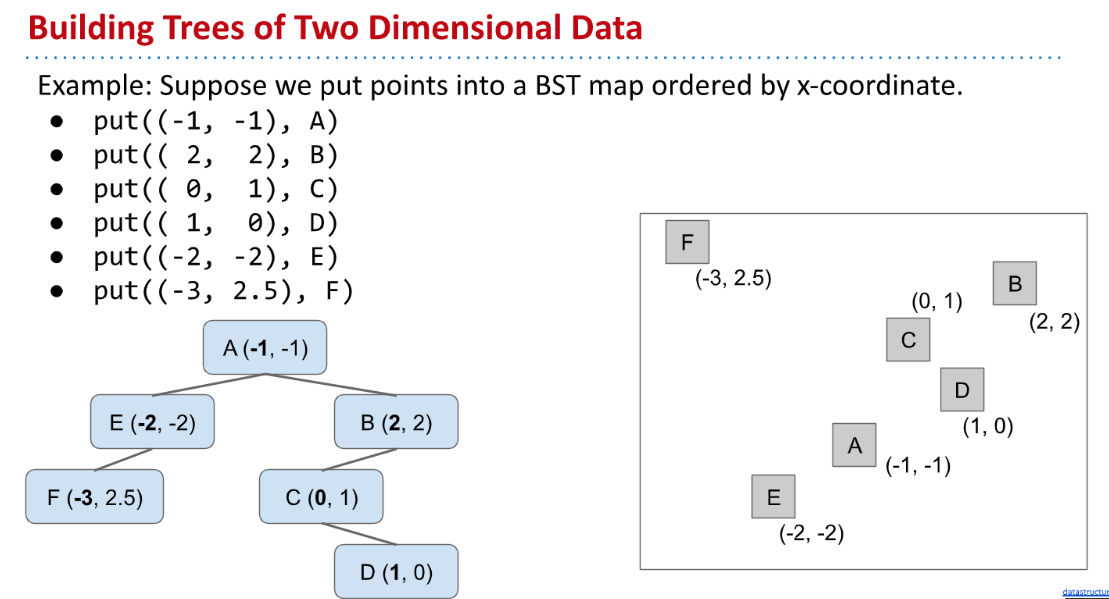 Building Trees of Two Dimensional Data
Example: Suppose we put points into a BST map ordered by x-coordinate.
● put((-1, -1), A)
● put(( 2,  2), B)
● put(( 0,  1), C)
● put(( 1,  0), D)
● put((-2, -2), E)
● put((-3, 2.5), F)
A (-1, -1)
E (-2, -2)
B (2, 2)
F (-3, 2.5)
C (0, 1)
D (1, 0)
F
(-3, 2.5)
B
(2, 2)
(0, 1)
C
D
(1, 0)
A
(-1, -1)
E
(-2, -2)
datastructur